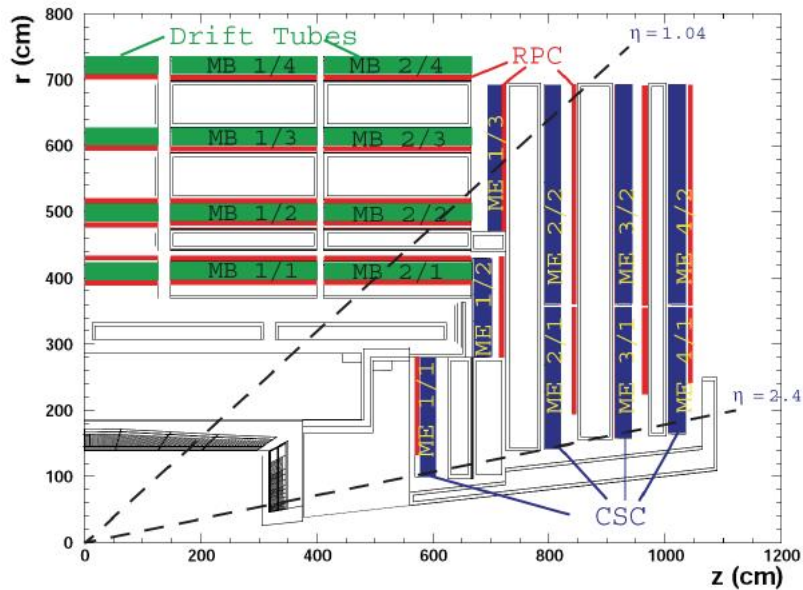 r (cm)
800
700
600
500
400
300
200
100
0
Drift Tubes
MB 1/4 MB 2/4
MB 1/3 MB 2/3
MB 1/2 MB 2/2
MB 1/1 MB 2/1
RPC
η=1.04
ME 1/3
ME 2/2
ME 3/2
ME 4/2
ME 1/2
ME 1/1
ME 2/1
ME 3/1
ME 4/1
η=2.4
CSC
0 200 400 600 800 1000 1200
z (cm)